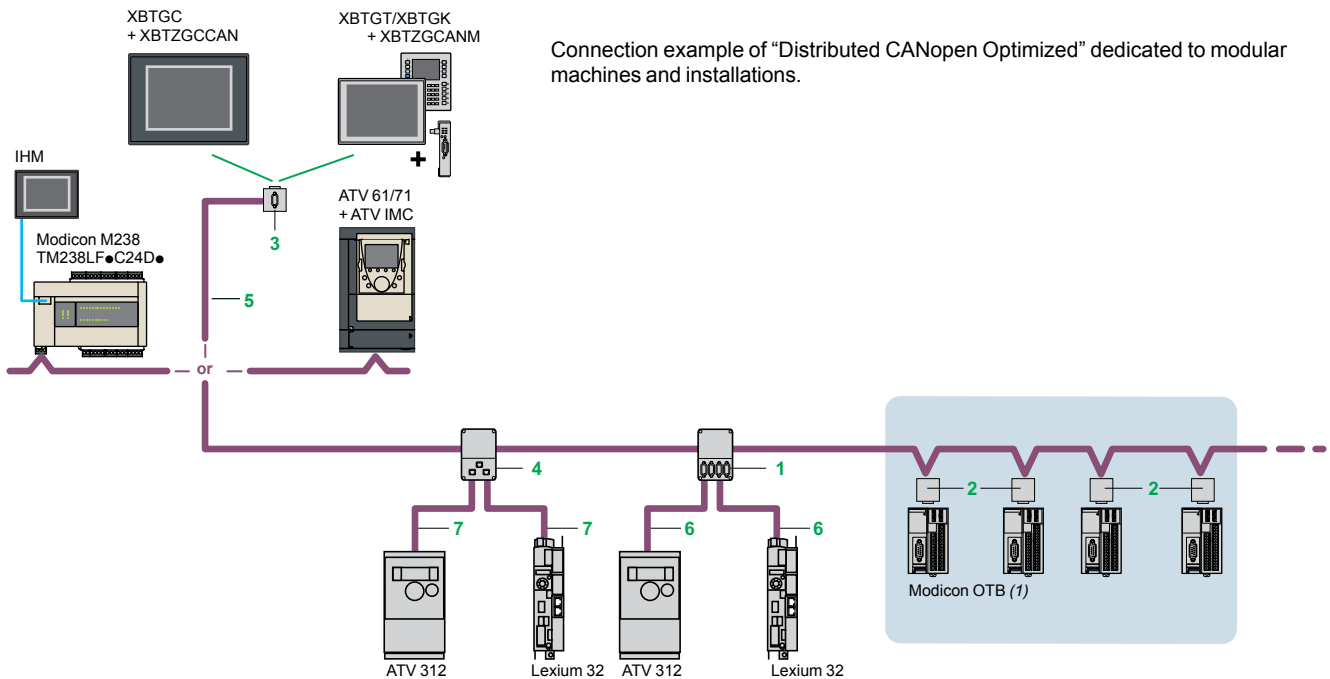 XBTGC
+ XBTZGCCAN
XBTGT/XBTGK
+ XBTZGCANM
Connection example of “Distributed CANopen Optimized” dedicated to modular
machines and installations.
+
IHM
ATV 61/71
+ ATV IMC
3
Modicon M238
TM238LF●C24D●
5
or
4
1
2
2
7
7
6
6
Modicon OTB (1)
ATV 312
Lexium 32
ATV 312
Lexium 32